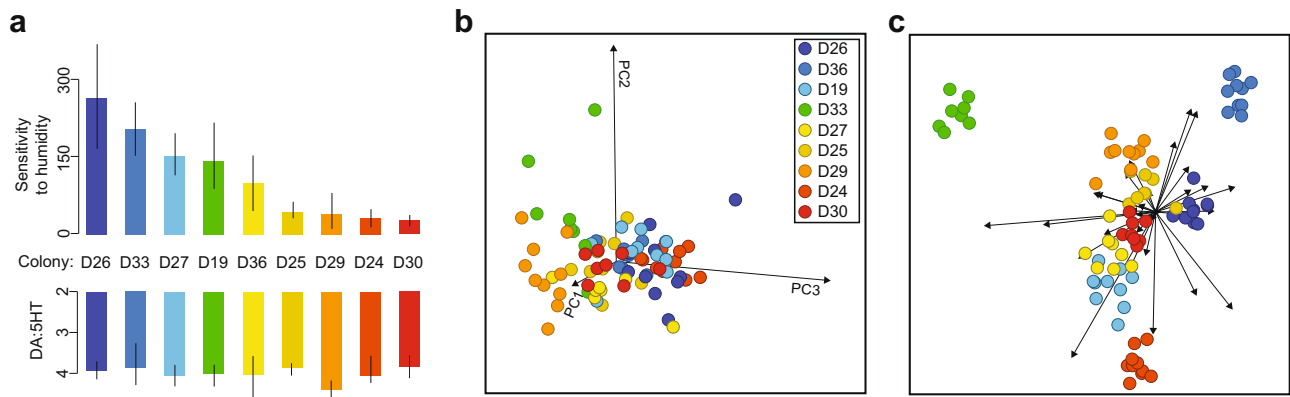 a
Sensitivity
to humidity
300
150
0
Colony: D26 D33 D27 D19 D36 D25 D29 D24 D30
DA:5HT
2
3
4
b
PC2
PC1
PC3
D26
D36
D19
D33
D27
D25
D29
D24
D30
c